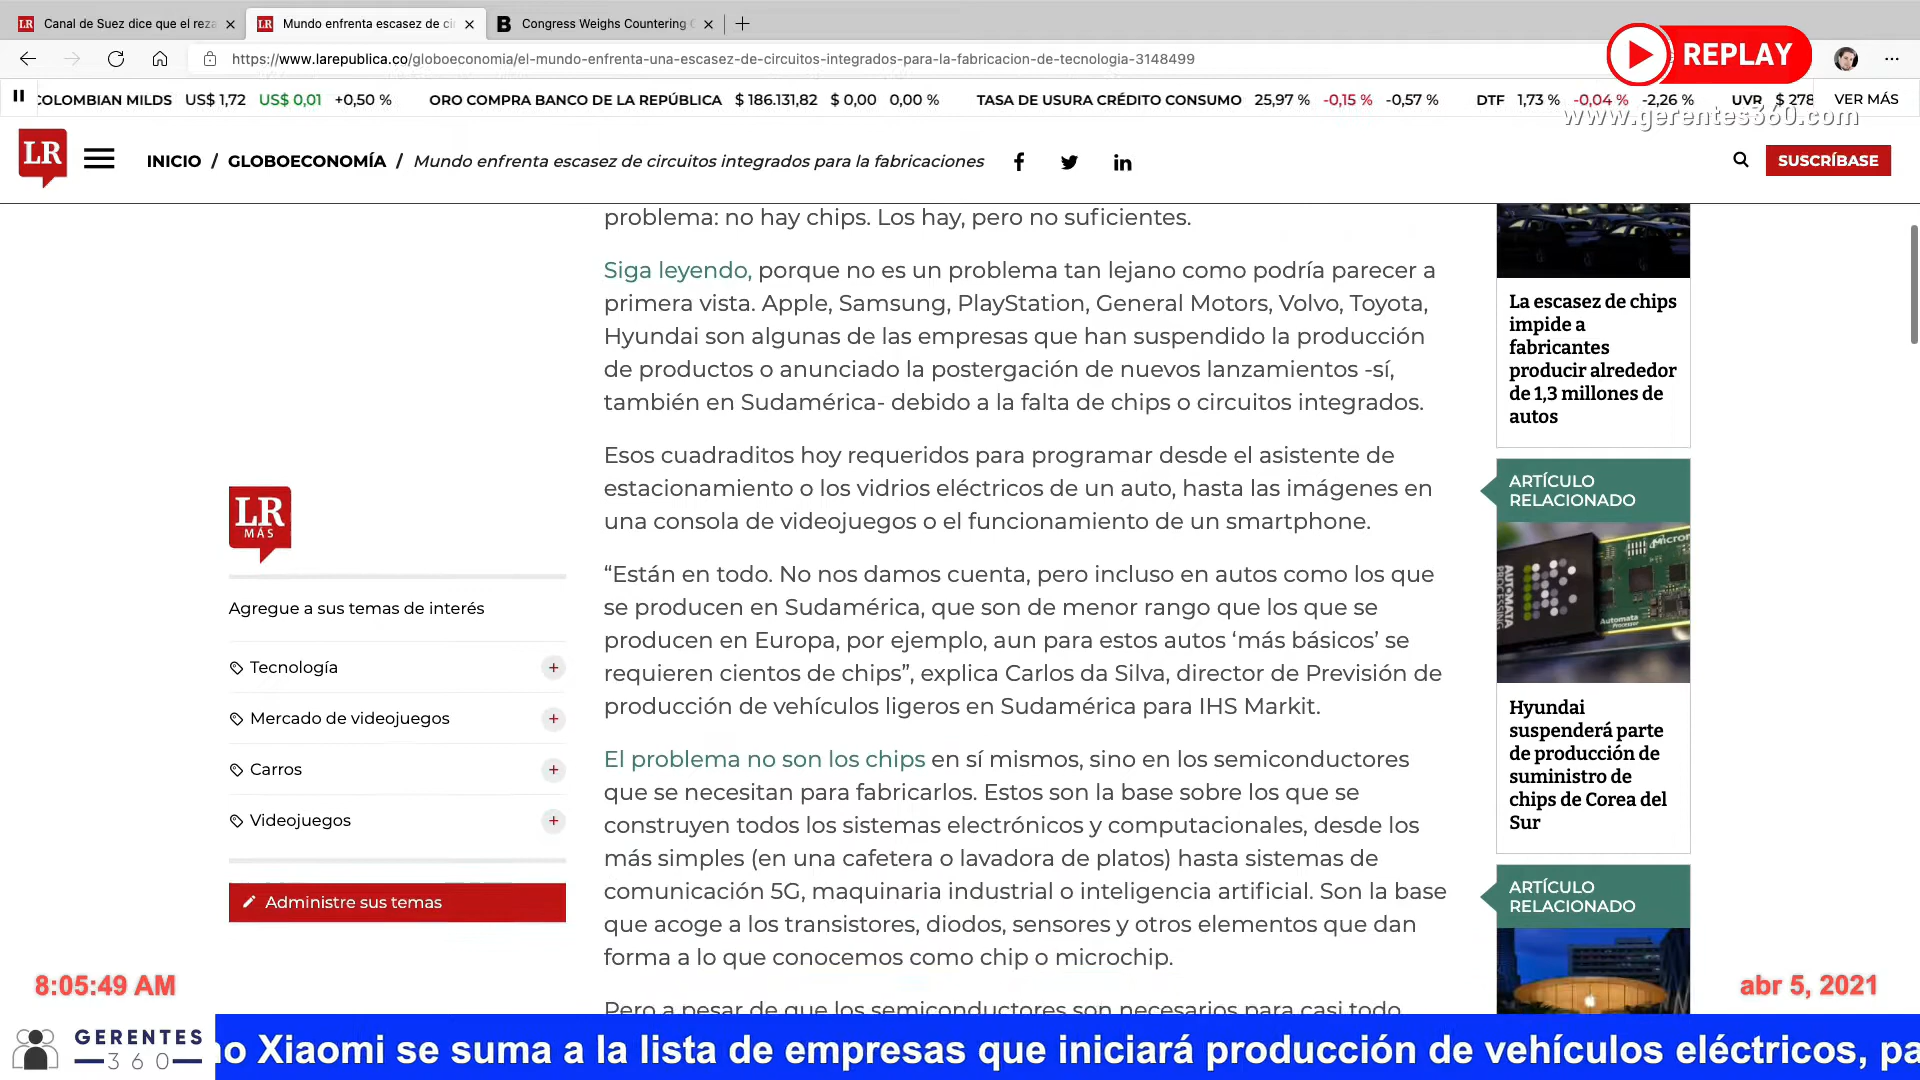 Canal de Suez dice que el reza
Mundo enfrenta escasez de ci
Congress Weighs Countering
https://www.larepublica.co/globoeconomia/el-mundo-enfrenta-una-escasez-de-circuitos-integrados-para-la-fabricacion-de-tecnologia-3148499
REPLAY
COLOMBIAN MILDS US$ 1,72 US$ 0,01 +0,50 % ORO COMPRA BANCO DE LA REPÚBLICA $ 186.131,82 $ 0,00 0,00 % TASA DE USURA CRÉDITO CONSUMO 25,97 % -0,15 % -0,57 % DTF 1,73 % -0,04 % -2,26 % UVR $ 278 VER MÁS
www.gerentes360.com
LR
INICIO / GLOBOECONOMÍA / Mundo enfrenta escasez de circuitos integrados para la fabricaciones
SUSCRÍBASE
problema: no hay chips. Los hay, pero no suficientes.
Siga leyendo, porque no es un problema tan lejano como podría parecer a
primera vista. Apple, Samsung, PlayStation, General Motors, Volvo, Toyota,
Hyundai son algunas de las empresas que han suspendido la producción
de productos o anunciado la postergación de nuevos lanzamientos -sí,
también en Sudamérica- debido a la falta de chips o circuitos integrados.
Esos cuadraditos hoy requeridos para programar desde el asistente de
estacionamiento o los vidrios eléctricos de un auto, hasta las imágenes en
una consola de videojuegos o el funcionamiento de un smartphone.
“Están en todo. No nos damos cuenta, pero incluso en autos como los que
se producen en Sudamérica, que son de menor rango que los que se
producen en Europa, por ejemplo, aun para estos autos ‘más básicos’ se
requieren cientos de chips”, explica Carlos da Silva, director de Previsión de
producción de vehículos ligeros en Sudamérica para IHS Markit.
El problema no son los chips en sí mismos, sino en los semiconductores
que se necesitan para fabricarlos. Estos son la base sobre los que se
construyen todos los sistemas electrónicos y computacionales, desde los
más simples (en una cafetera o lavadora de platos) hasta sistemas de
comunicación 5G, maquinaria industrial o inteligencia artificial. Son la base
que acoge a los transistores, diodos, sensores y otros elementos que dan
forma a lo que conocemos como chip o microchip.
Pero a pesar de que los semiconductores son necesarios para casi todo
LR
MÁS
Agregue a sus temas de interés
Tecnología +
Mercado de videojuegos +
Carros +
Videojuegos +
Administre sus temas
La escasez de chips
impide a
fabricantes
producir alrededor
de 1,3 millones de
autos
ARTÍCULO
RELACIONADO
Micron
AUTOMATA
PROCESSING
Automata
Processor
Hyundai
suspenderá parte
de producción de
suministro de
chips de Corea del
Sur
ARTÍCULO
RELACIONADO
8:05:49 AM
abr 5, 2021
GERENTES
360
no Xiaomi se suma a la lista de empresas que iniciará producción de vehículos eléctricos, pa